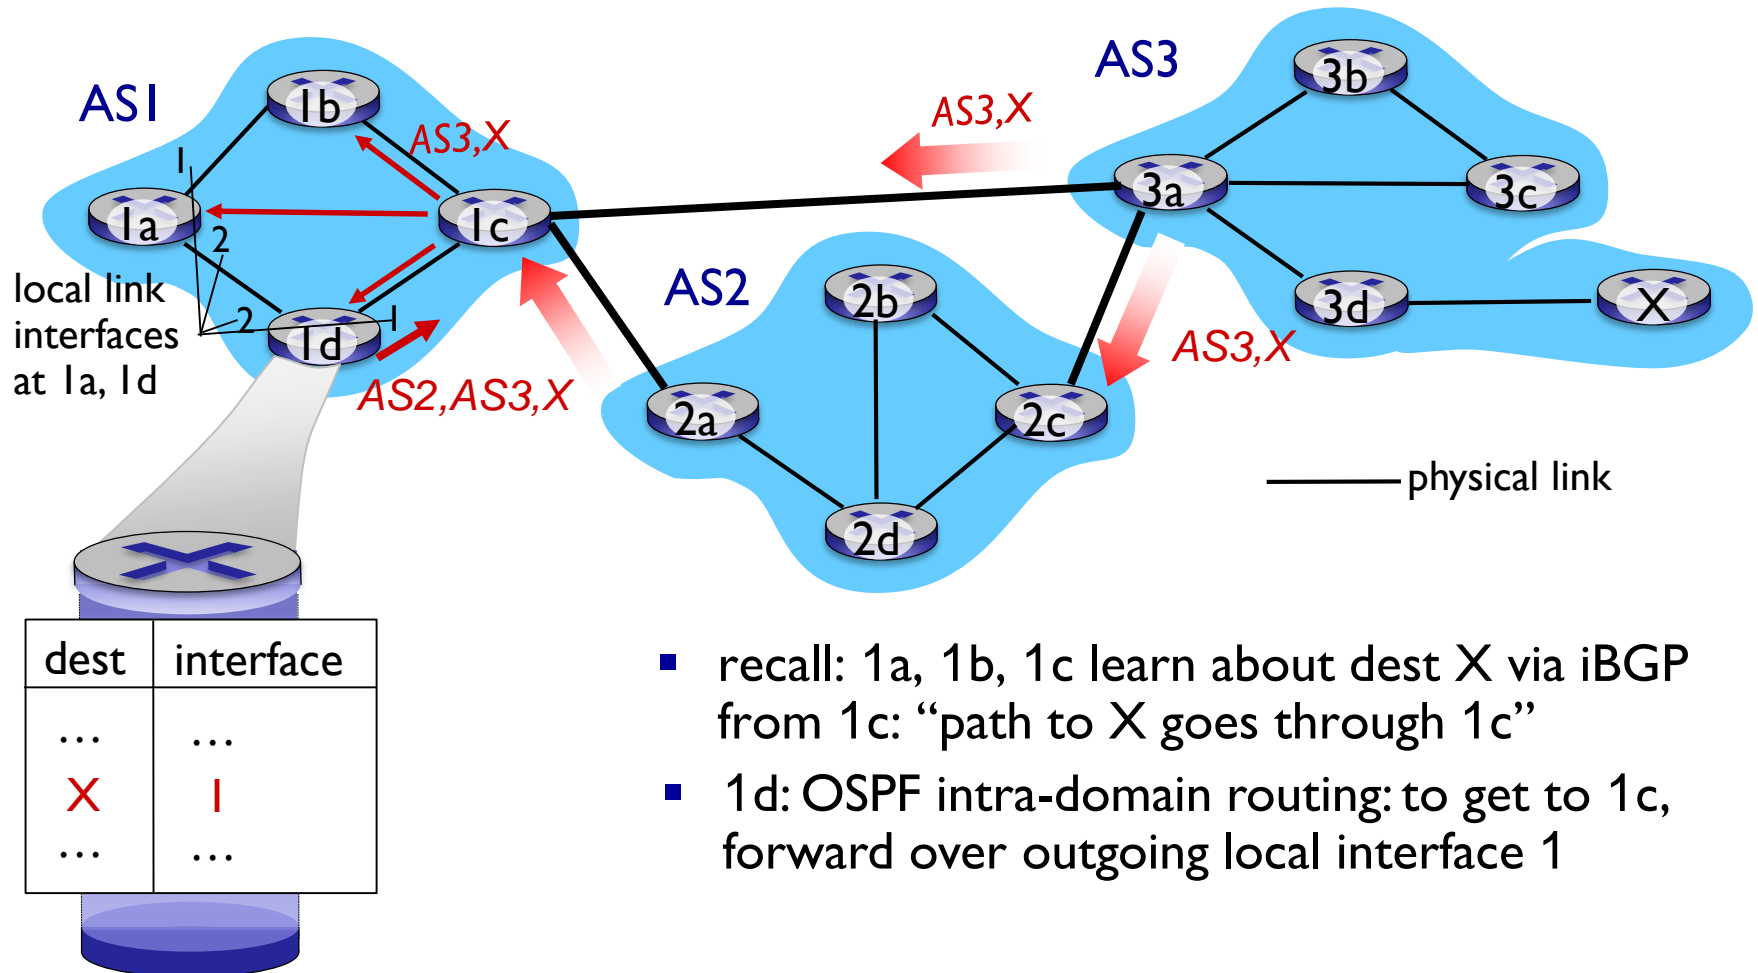 AS1
1b
AS3,X
1
1a
2
1c
local link
interfaces
at 1a, 1d
2
1
1d
AS2,AS3,X
AS3,X
AS3
3b
3a
3c
3d
X
AS2
2b
AS3,X
2a
2c
2d
physical link
dest interface
… …
X 1
… …
▪ recall: 1a, 1b, 1c learn about dest X via iBGP
from 1c: “path to X goes through 1c”
▪ 1d: OSPF intra-domain routing: to get to 1c,
forward over outgoing local interface 1